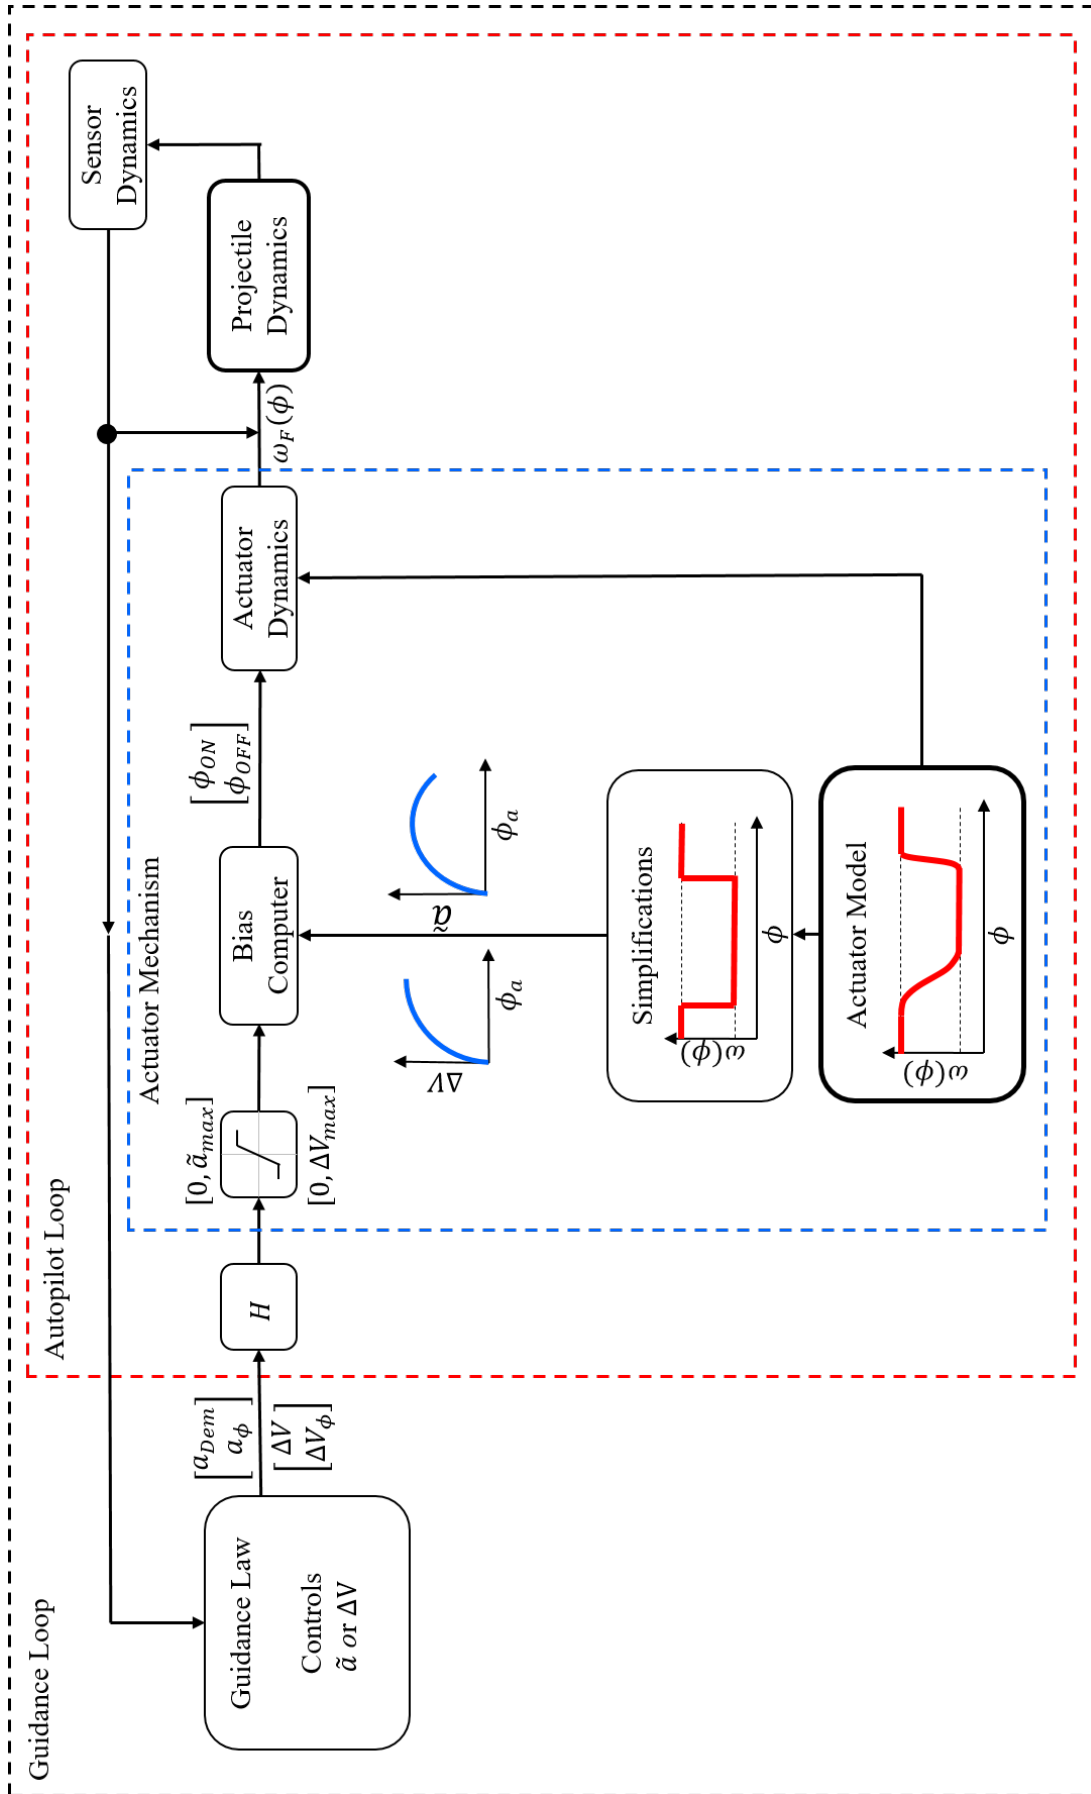 Guidance Loop
Autopilot Loop
Actuator Mechanism
Guidance Law
Controls
ã or ΔV
[a_Dem
a_ϕ]
[ΔV
ΔV_ϕ]
H
[0, ã_max]
[0, ΔV_max]
Bias
Computer
[ϕ_ON
ϕ_OFF]
Actuator
Dynamics
ω_F(ϕ)
Projectile
Dynamics
Sensor
Dynamics
ΔV
ϕ_a
ã
ϕ_a
Simplifications
ω(ϕ)
ϕ
Actuator Model
ω(ϕ)
ϕ